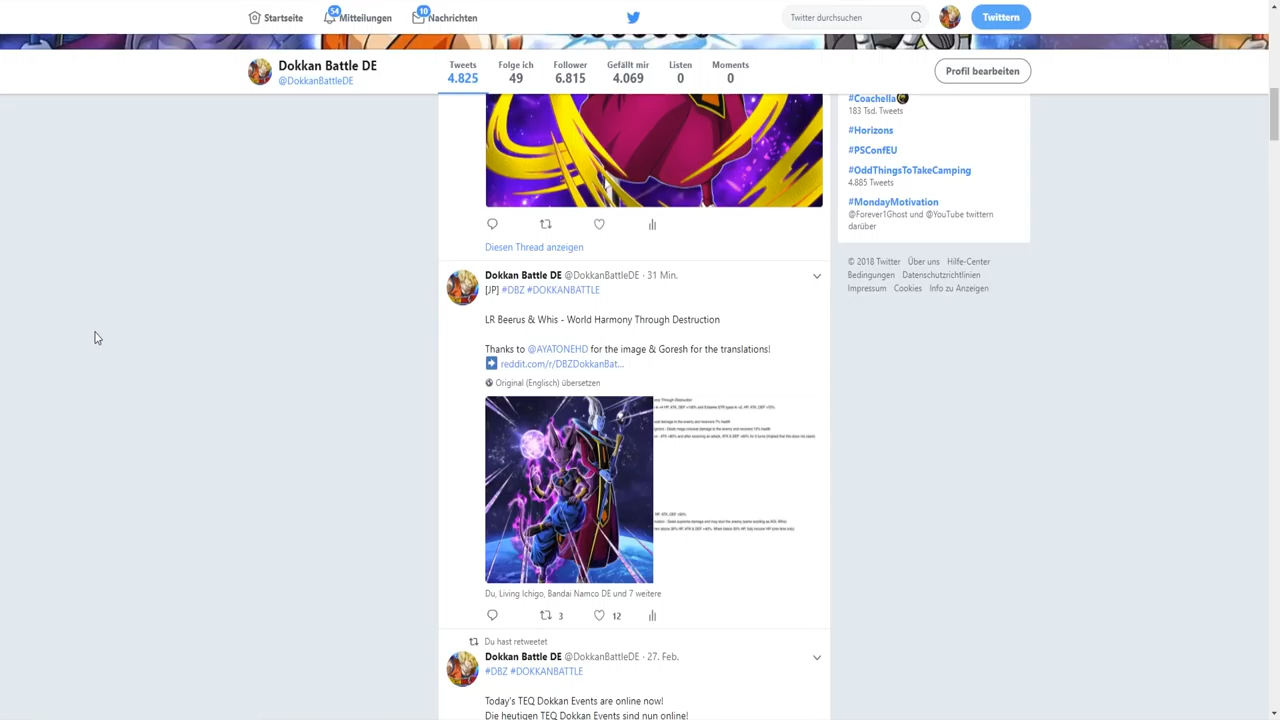 Startseite
54
Mitteilungen
10
Nachrichten
Twitter durchsuchen
Twittern
Dokkan Battle DE
@DokkanBattleDE
Tweets
4.825
Folge ich
49
Follower
6.815
Gefällt mir
4.069
Listen
0
Moments
0
Profil bearbeiten
#Coachella
183 Tsd. Tweets
#Horizons
#PSConfEU
#OddThingsToTakeCamping
4.885 Tweets
#MondayMotivation
@Forever1Ghost und @YouTube twittern
darüber
© 2018 Twitter Über uns Hilfe-Center
Bedingungen Datenschutzrichtlinien
Impressum Cookies Info zu Anzeigen
Diesen Thread anzeigen
Dokkan Battle DE @DokkanBattleDE · 31 Min.
[JP] #DBZ #DOKKANBATTLE
LR Beerus & Whis - World Harmony Through Destruction
Thanks to @AYATONEHD for the image & Goresh for the translations!
reddit.com/r/DBZDokkanBat...
Original (Englisch) übersetzen
Du, Living Ichigo, Bandai Namco DE und 7 weitere
3
12
Du hast retweetet
Dokkan Battle DE @DokkanBattleDE · 27. Feb.
#DBZ #DOKKANBATTLE
Today's TEQ Dokkan Events are online now!
Die heutigen TEQ Dokkan Events sind nun online!